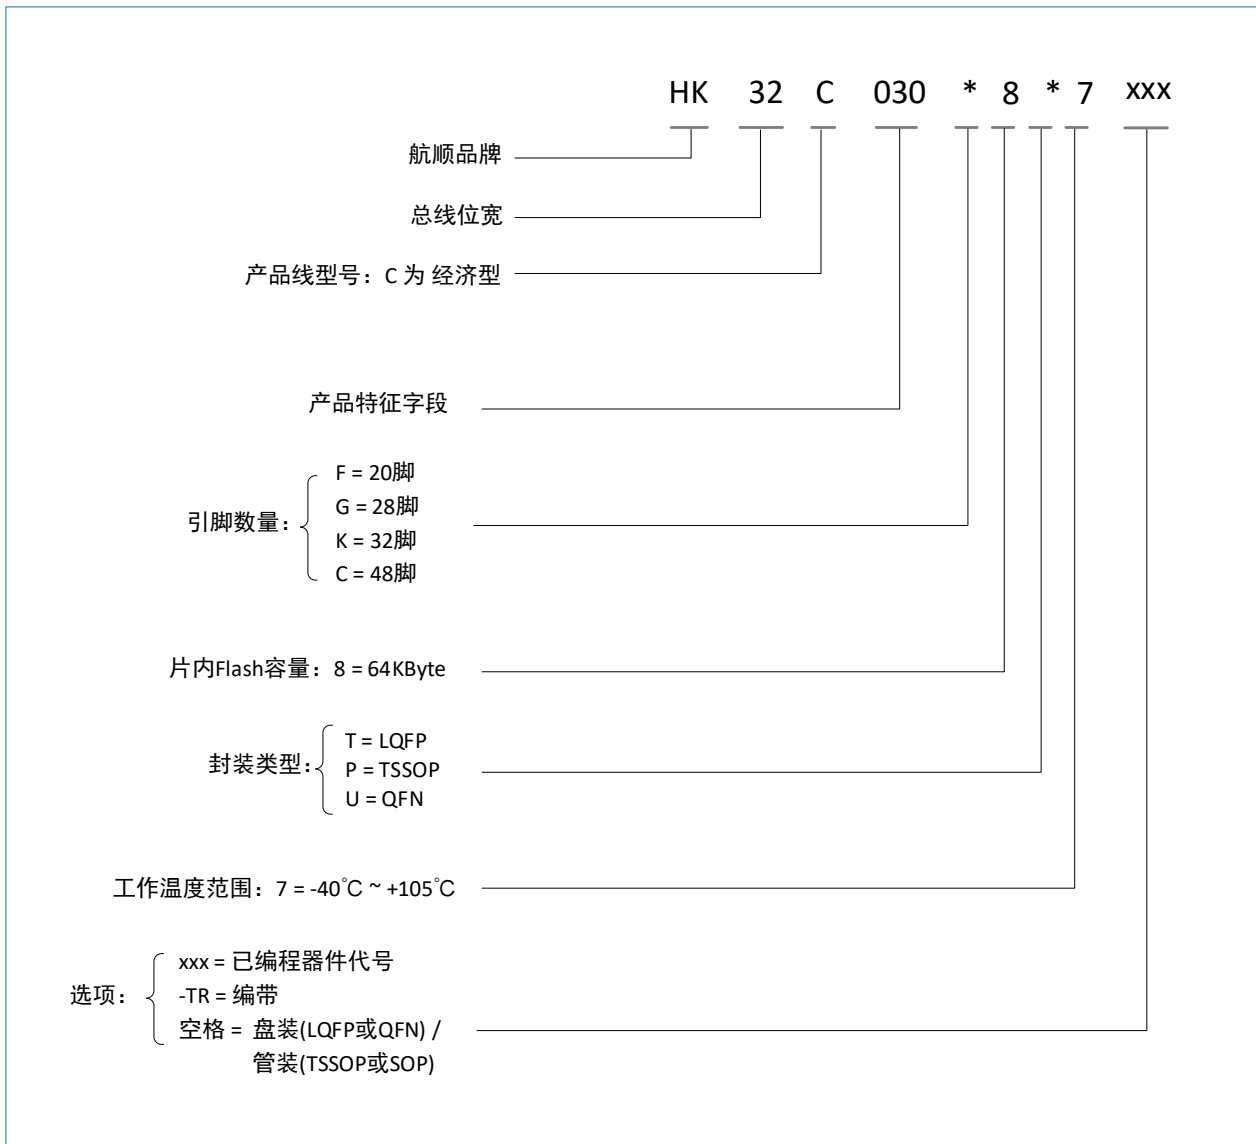 HK 32 C 030 * 8 * 7 xxx
航顺品牌
总线位宽
产品线型号：C 为 经济型
产品特征字段
引脚数量：
F = 20脚
G = 28脚
K = 32脚
C = 48脚
片内Flash容量：8 = 64KByte
封装类型：
T = LQFP
P = TSSOP
U = QFN
工作温度范围：7 = -40℃ ~ +105℃
选项：
xxx = 已编程器件代号
-TR = 编带
空格 = 盘装(LQFP或QFN) /
管装(TSSOP或SOP)